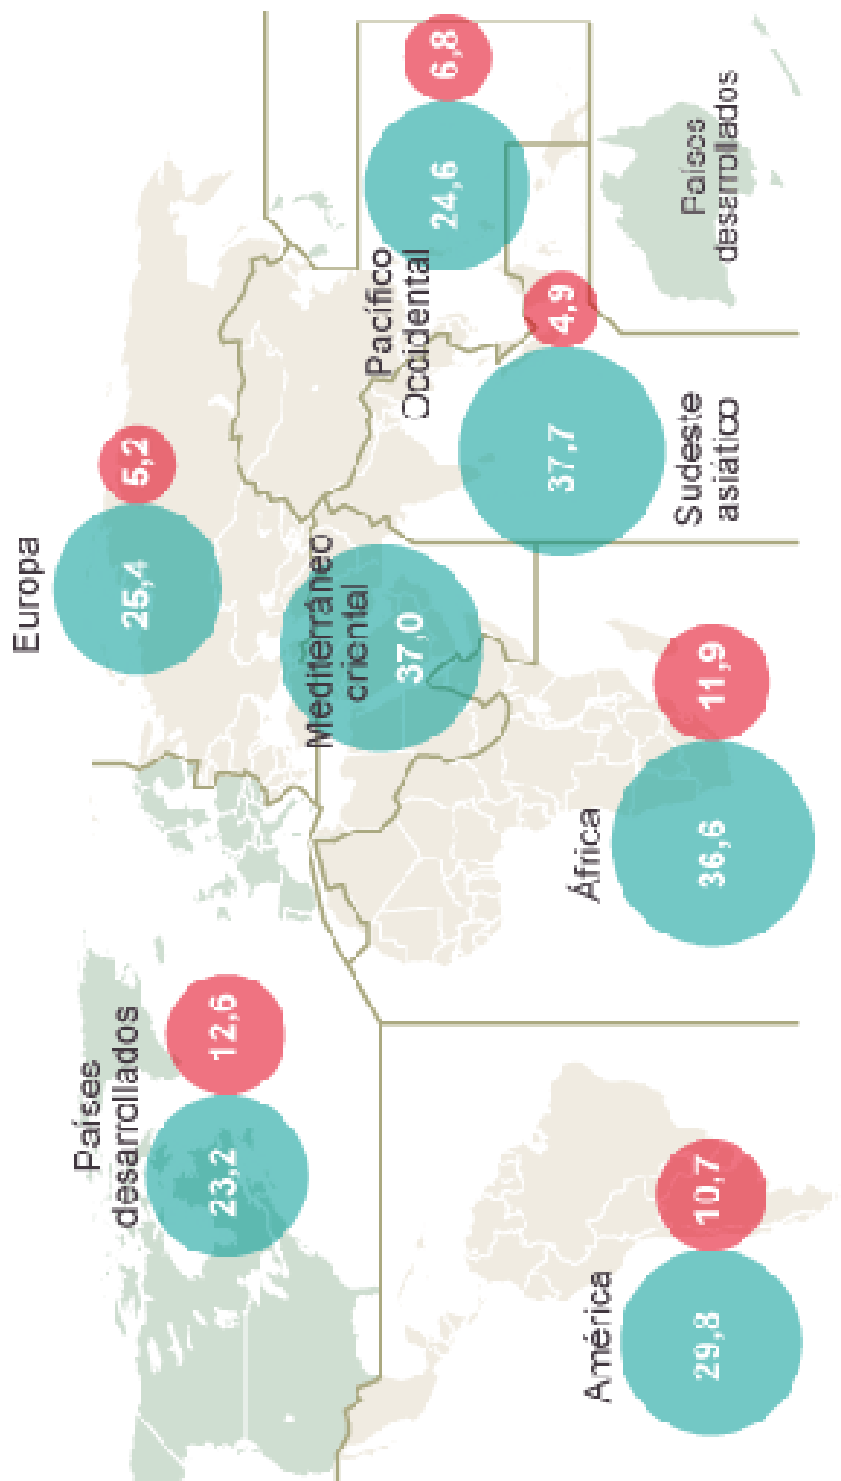 Europa
25,4
5,2
Países
desarrollados
23,2
12,6
Mediterráneo
oriental
37,0
Pacífico
Occidental
24,6
6,8
Sudeste
asiático
37,7
4,9
Países
desarrollados
África
36,6
11,9
América
29,8
10,7